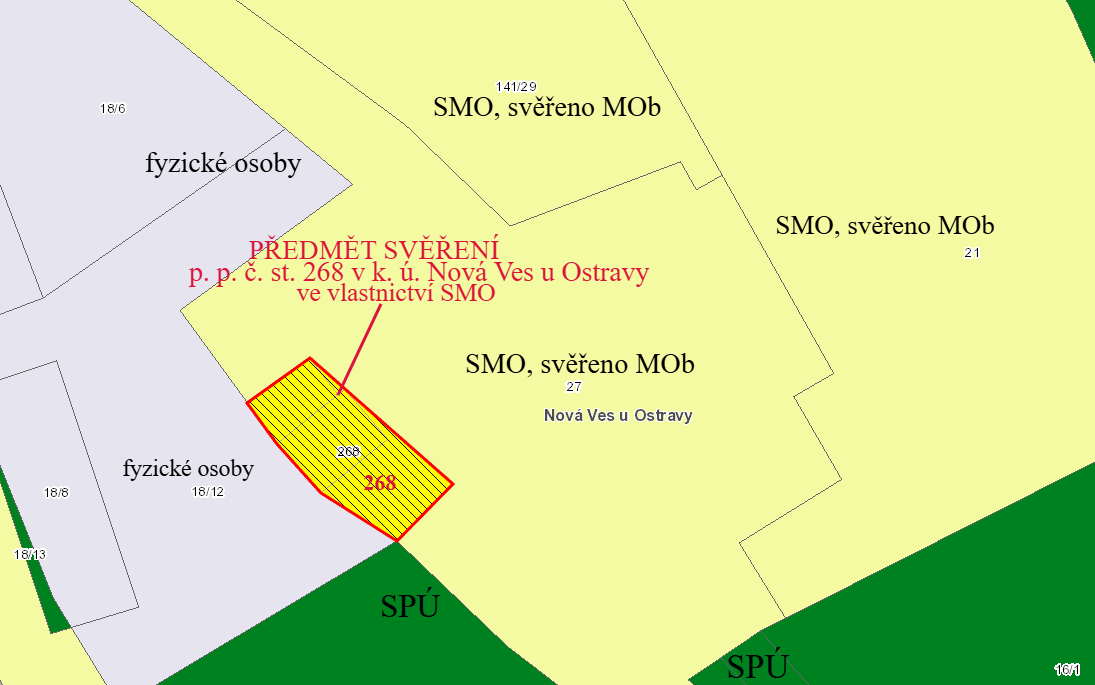 141/29
SMO, svěřeno MOb
18/6
fyzické osoby
SMO, svěřeno MOb
21
PŘEDMĚT SVĚŘENÍ
p. p. č. st. 268 v k. ú. Nová Ves u Ostravy
ve vlastnictví SMO
SMO, svěřeno MOb
27
Nová Ves u Ostravy
268
268
fyzické osoby
18/12
18/8
18/13
SPÚ
SPÚ
16/1